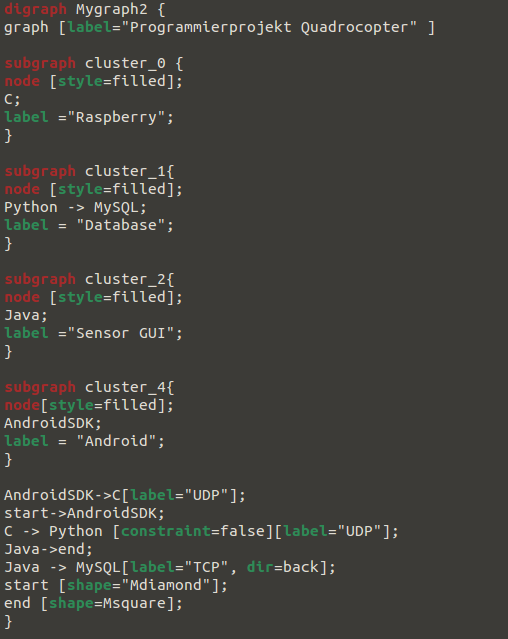 digraph Mygraph2 {
graph [label="Programmierprojekt Quadrocopter" ]
subgraph cluster_0 {
node [style=filled];
C;
label ="Raspberry";
}
subgraph cluster_1{
node [style=filled];
Python -> MySQL;
label = "Database";
}
subgraph cluster_2{
node [style=filled];
Java;
label ="Sensor GUI";
}
subgraph cluster_4{
node[style=filled];
AndroidSDK;
label = "Android";
}
AndroidSDK->C[label="UDP"];
start->AndroidSDK;
C -> Python [constraint=false][label="UDP"];
Java->end;
Java -> MySQL[label="TCP", dir=back];
start [shape="Mdiamond"];
end [shape=Msquare];
}